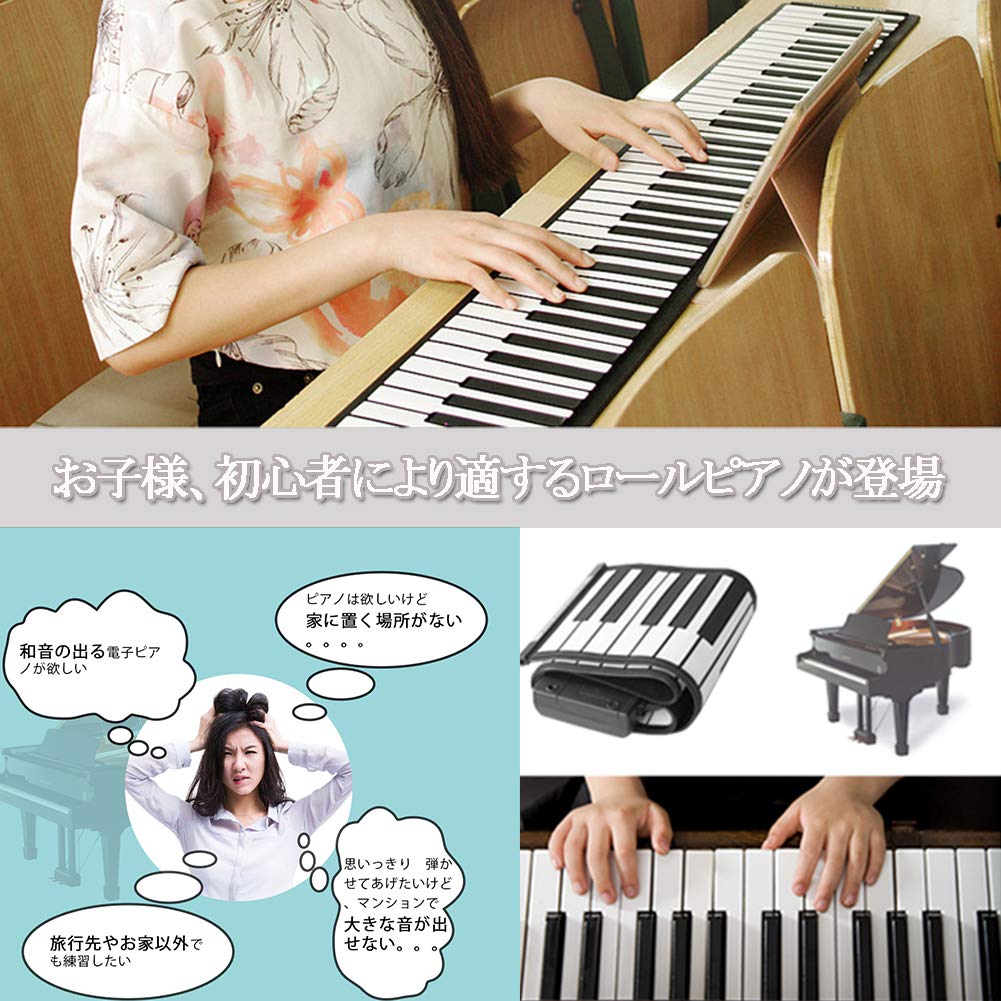 お子様、初心者により適するロールピアノが登場
和音の出る電子ピア
ノが欲しい
ピアノは欲しいけど
家に置く場所がない
。。。。
思いっきり　弾か
せてあげたいけど
、マンションで
大きな音が出
せない。。。
旅行先やお家以外で
も練習したい